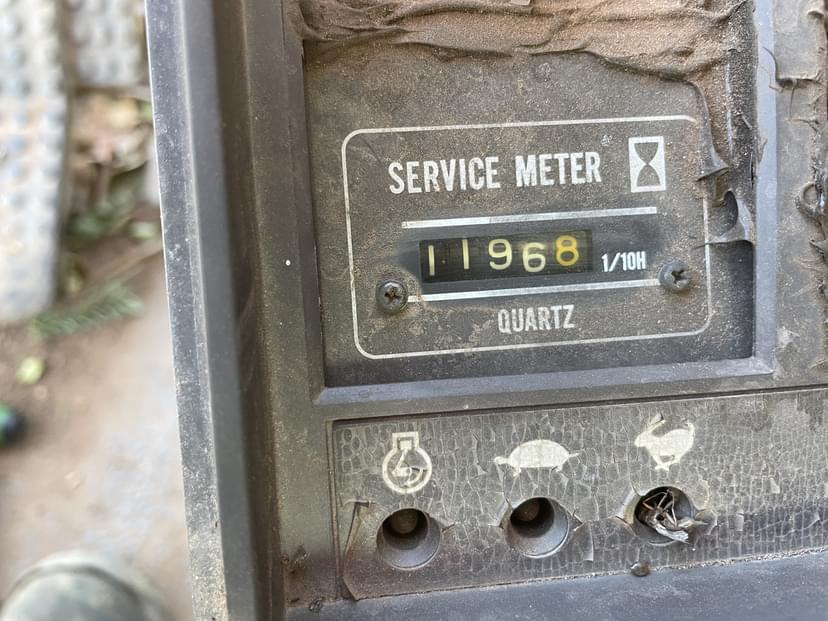 SERVICE METER
11968 1/10H
QUARTZ